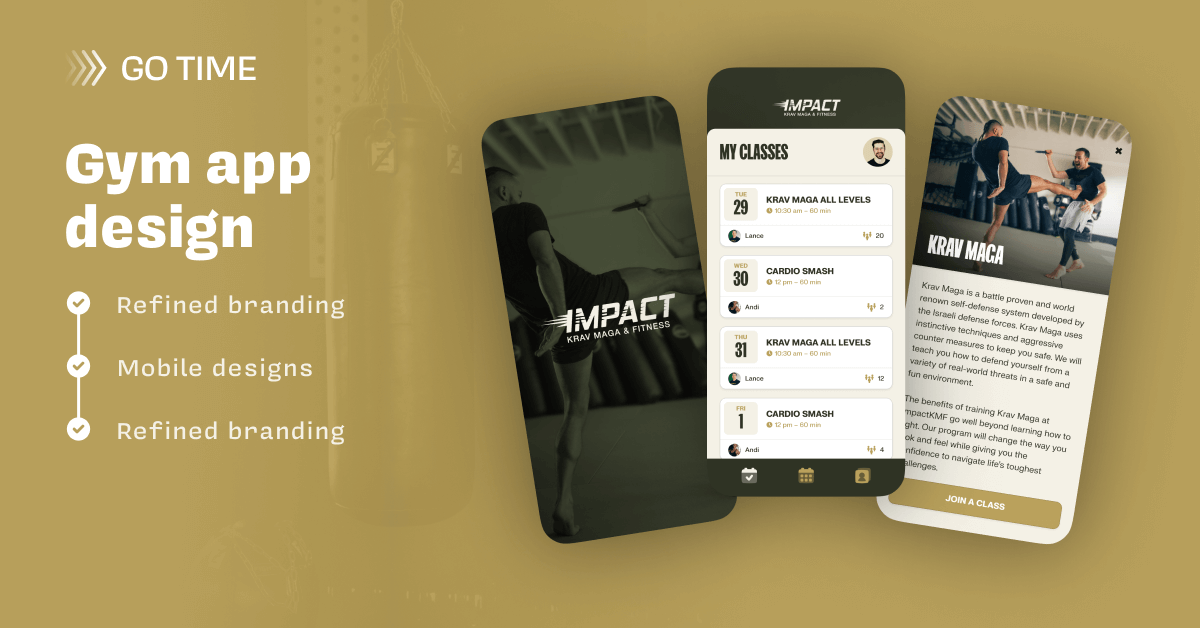 GO TIME
Gym app
design
Refined branding
Mobile designs
Refined branding
IMPACT
KRAV MAGA & FITNESS
IMPACT
KRAV MAGA & FITNESS
MY CLASSES
TUE
29
KRAV MAGA ALL LEVELS
10:30 am – 60 min
Lance
20
WED
30
CARDIO SMASH
12 pm – 60 min
Andi
2
THU
31
KRAV MAGA ALL LEVELS
10:30 am – 60 min
Lance
12
FRI
1
CARDIO SMASH
12 pm – 60 min
Andi
4
KRAV MAGA
Krav Maga is a battle proven and world
renown self-defense system developed by
the Israeli defense forces. Krav Maga uses
instinctive techniques and aggressive
counter measures to keep you safe. We will
teach you how to defend yourself from a
variety of real-world threats in a safe and
fun environment.
The benefits of training Krav Maga at
mpactKMF go well beyond learning how to
ght. Our program will change the way you
ok and feel while giving you the
nfidence to navigate life's toughest
allenges.
JOIN A CLASS